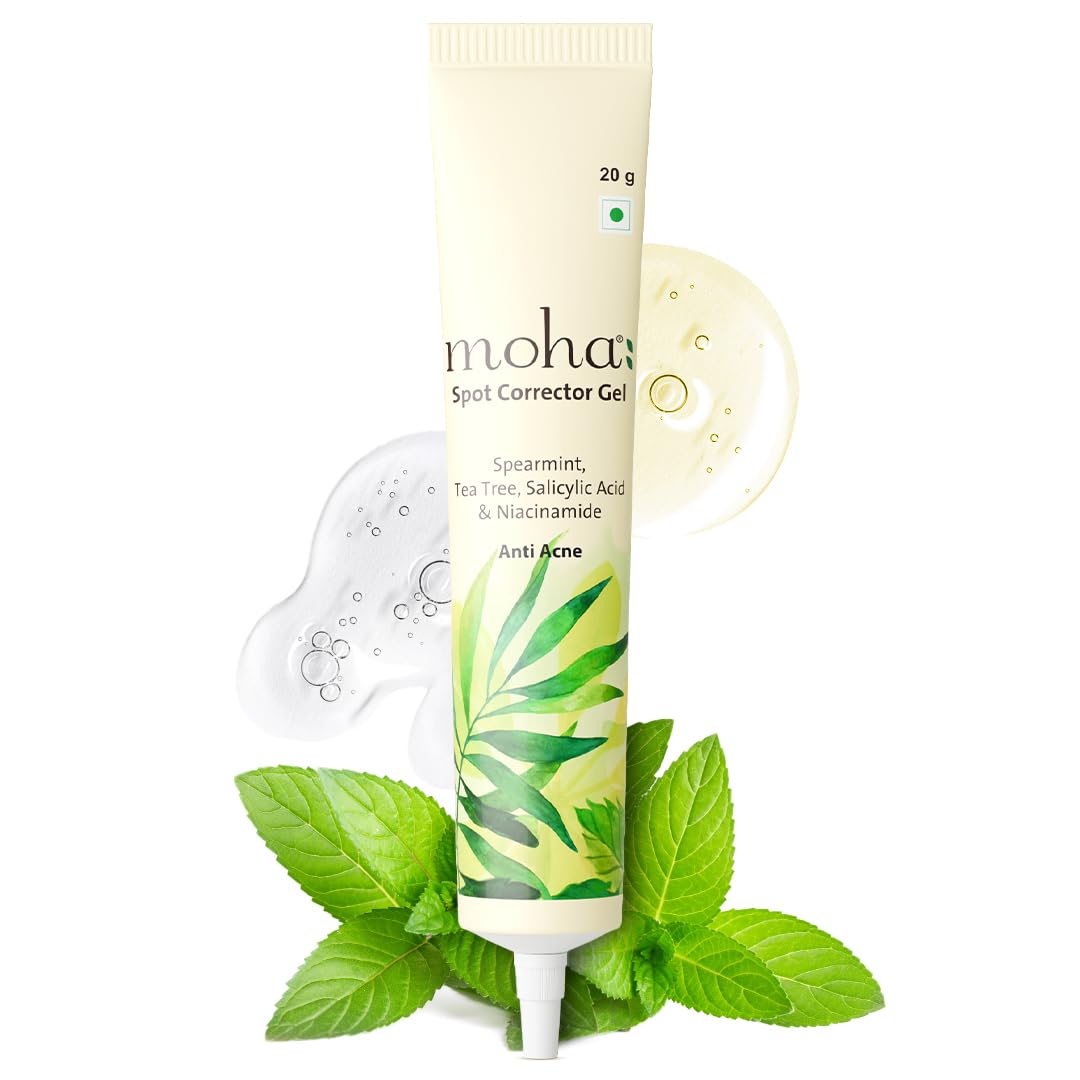 20 g
moha®
Spot Corrector Gel
Spearmint,
Tea Tree, Salicylic Acid
& Niacinamide
Anti Acne